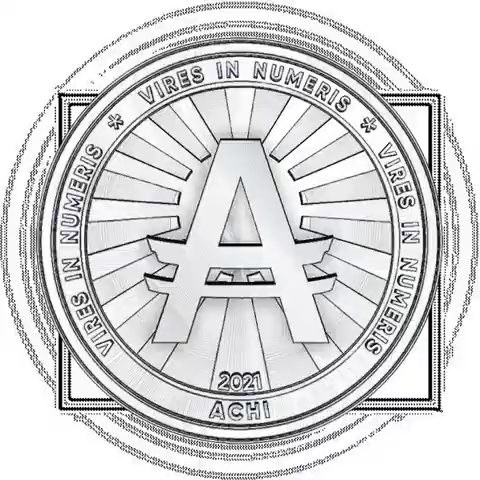 VIRES IN NUMERIS * VIRES IN NUMERIS * VIRES IN NUMERIS
A
2021
ACHI